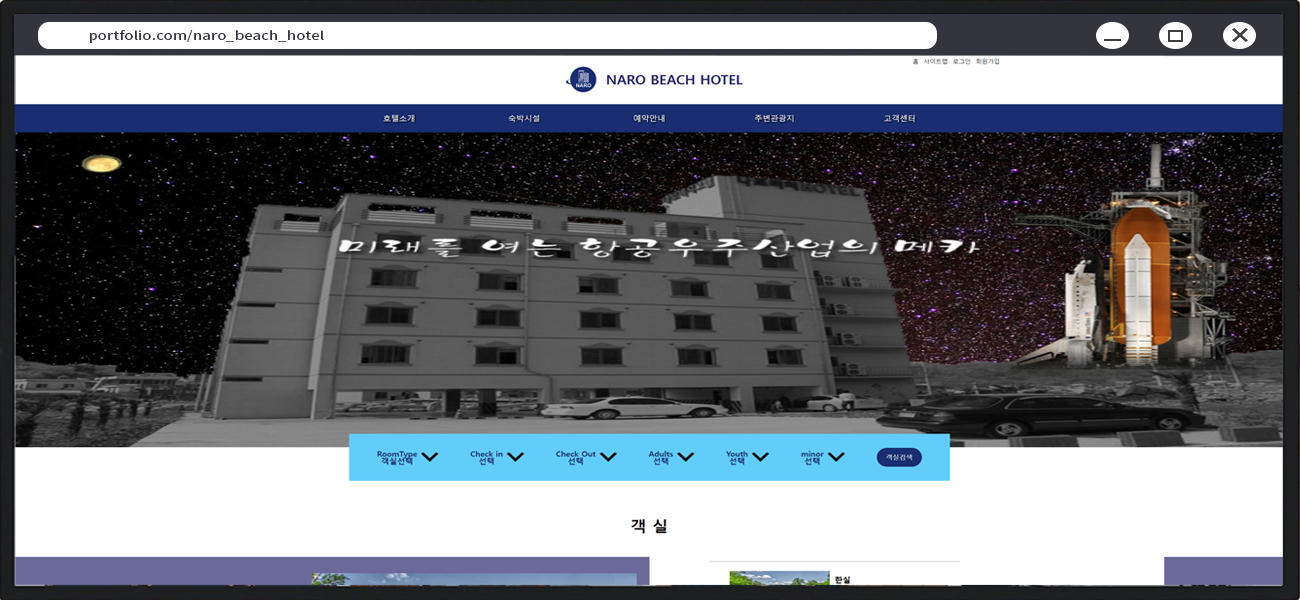 portfolio.com/naro_beach_hotel
홈 사이트맵 로그인 회원가입
NARO
NARO BEACH HOTEL
호텔소개 숙박시설 예약안내 주변관광지 고객센터
HOTEL
미래를 여는 항공우주산업의 메카
RoomType Check in Check Out Adults Youth minor
객실선택 선택 선택 선택 선택 선택 객실검색
객 실
한실